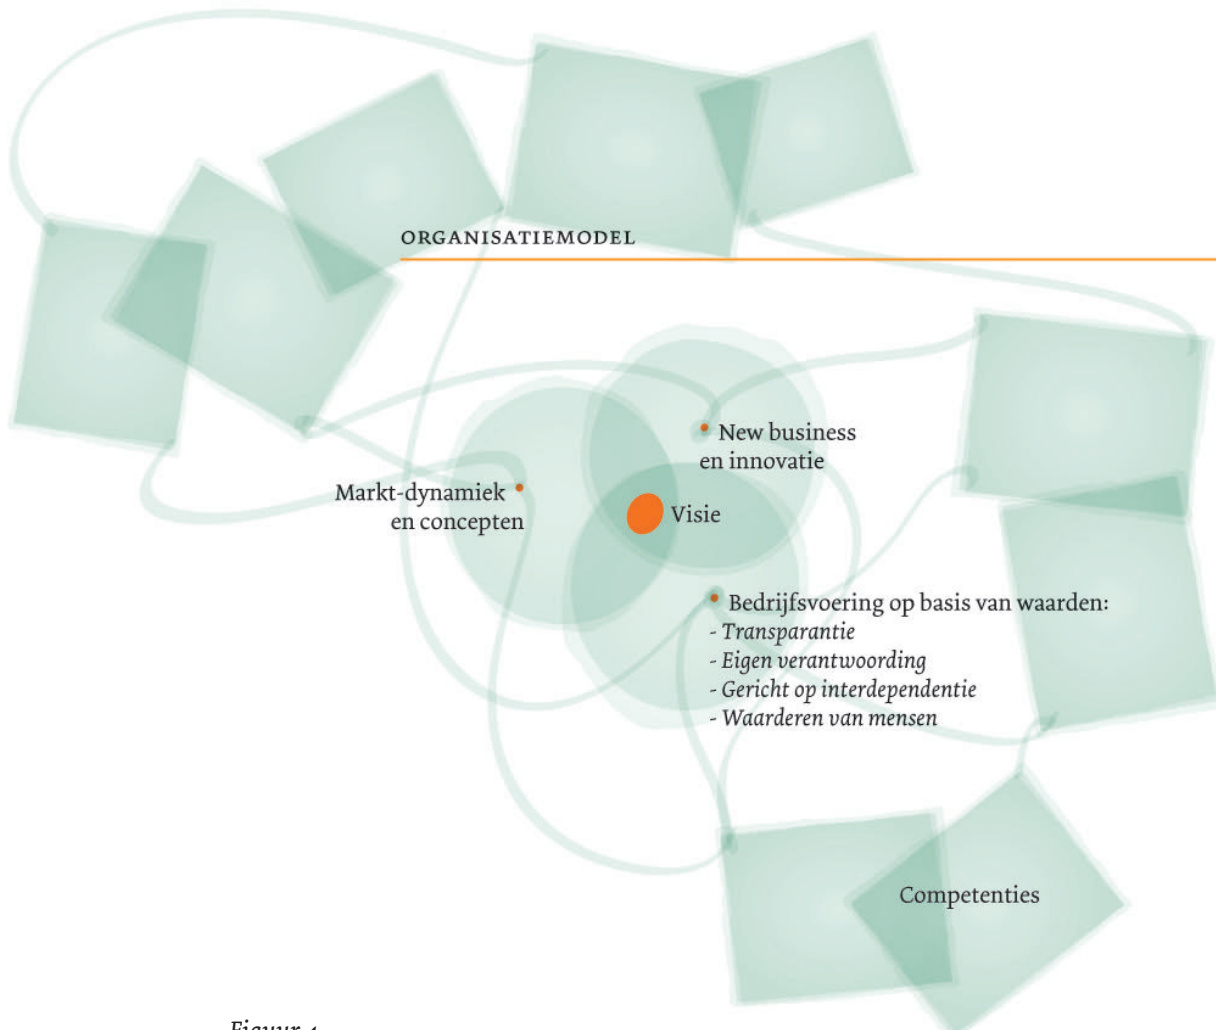 ORGANISATIEMODEL
• New business
en innovatie
Markt-dynamiek •
en concepten
Visie
• Bedrijfsvoering op basis van waarden:
- Transparantie
- Eigen verantwoording
- Gericht op interdependentie
- Waarderen van mensen
Competenties
Figuur